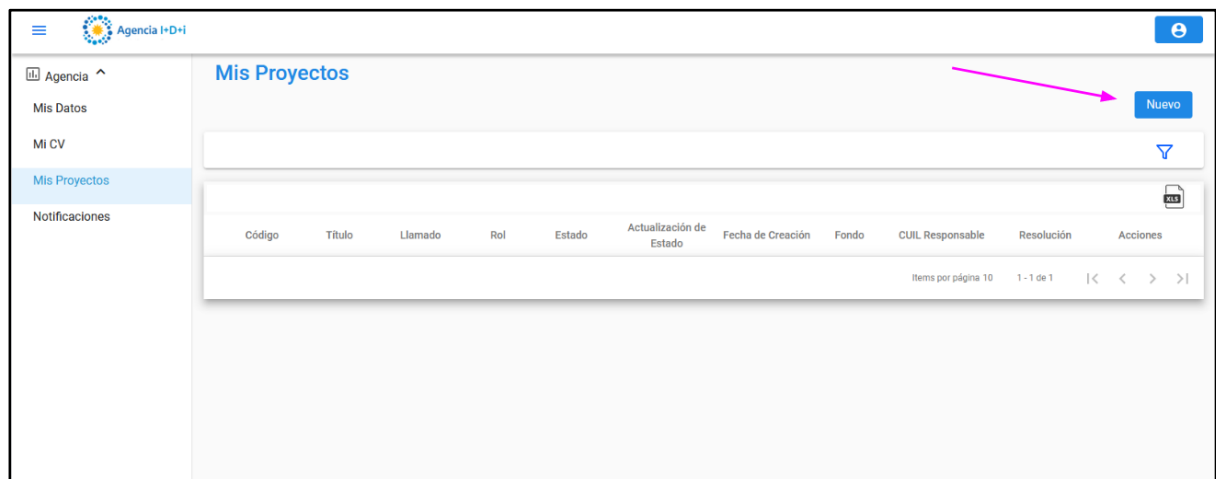 Agencia I+D+i
Agencia
Mis Datos
Mi CV
Mis Proyectos
Notificaciones
Mis Proyectos
Nuevo
XLS
Código Título Llamado Rol Estado Actualización de Estado Fecha de Creación Fondo CUIL Responsable Resolución Acciones
Items por página 10 1 - 1 de 1